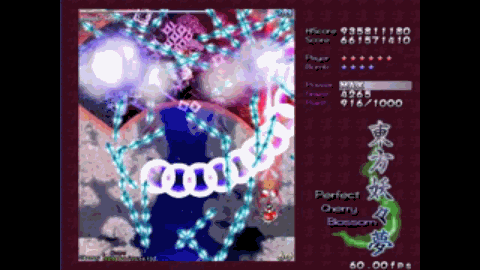 HiScore 935811180
Score 661571410
Player
Bomb
Power MAX
Graze 4265
Point 916/1000
東方妖々夢
Perfect
Cherry
Blossom
60.00fps